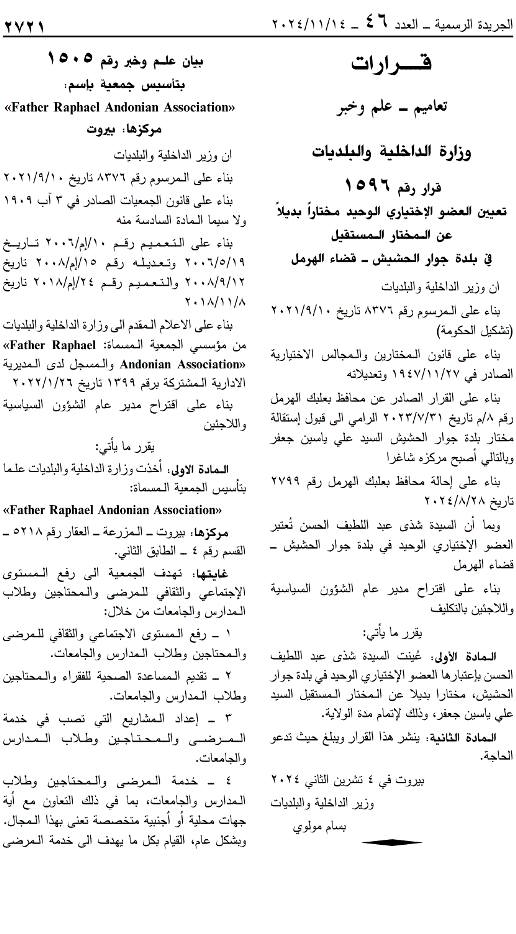 الجريدة الرسمية ــ العدد ٤٦ ــ ٢٠٢٤/١١/١٤
٢٧٢١
قـــرارات
تعاميم ــ علم وخبر
وزارة الداخلية والبلديات
قرار رقم ١٥٩٦
تعيين العضو الإختياري الوحيد مختاراً بديلاً
عن المختار المستقيل
في بلدة جوار الحشيش ــ قضاء الهرمل
ان وزير الداخلية والبلديات
بناء على المرسوم رقم ٨٣٧٦ تاريخ ٢٠٢١/٩/١٠
(تشكيل الحكومة)
بناء على قانون المختارين والمجالس الاختيارية
الصادر في ١٩٤٧/١١/٢٧ وتعديلاته
بناء على القرار الصادر عن محافظ بعلبك الهرمل
رقم ٨/م تاريخ ٢٠٢٣/٧/٣١ الرامي الى قبول إستقالة
مختار بلدة جوار الحشيش السيد علي ياسين جعفر
وبالتالي أصبح مركزه شاغرا
بناء على إحالة محافظ بعلبك الهرمل رقم ٢٧٩٩
تاريخ ٢٠٢٤/٨/٢٨
وبما أن السيدة شذى عبد اللطيف الحسن تُعتبر
العضو الإختياري الوحيد في بلدة جوار الحشيش ــ
قضاء الهرمل
بناء على اقتراح مدير عام الشؤون السياسية
واللاجئين بالتكليف
يقرر ما يأتي:
المادة الأولى: عُينت السيدة شذى عبد اللطيف
الحسن بإعتبارها العضو الإختياري الوحيد في بلدة جوار
الحشيش، مختارا بديلا عن المختار المستقيل السيد
علي ياسين جعفر، وذلك لإتمام مدة الولاية.
المادة الثانية: ينشر هذا القرار ويبلغ حيث تدعو
الحاجة.
بيروت في ٤ تشرين الثاني ٢٠٢٤
وزير الداخلية والبلديات
بسام مولوي
بيان علم وخبر رقم ١٥٠٥
بتأسيس جمعية بإسم:
«Father Raphael Andonian Association»
مركزها: بيروت
ان وزير الداخلية والبلديات
بناء على المرسوم رقم ٨٣٧٦ تاريخ ٢٠٢١/٩/١٠
بناء على قانون الجمعيات الصادر في ٣ آب ١٩٠٩
ولا سيما المادة السادسة منه
بناء على التعميم رقم ١٠/إم/٢٠٠٦ تاريخ
٢٠٠٦/٥/١٩ وتعديله رقم ١٥/إم/٢٠٠٨ تاريخ
٢٠٠٨/٩/١٢ والتعميم رقم ٢٤/إم/٢٠١٨ تاريخ
٢٠١٨/١١/٨
بناء على الاعلام المقدم الى وزارة الداخلية والبلديات
من مؤسسي الجمعية المسماة: «Father Raphael
Andonian Association» والمسجل لدى المديرية
الادارية المشتركة برقم ١٣٩٩ تاريخ ٢٠٢٢/١/٢٦
بناء على اقتراح مدير عام الشؤون السياسية
واللاجئين
يقرر ما يأتي:
المادة الاولى: أخذت وزارة الداخلية والبلديات علما
بتأسيس الجمعية المسماة:
«Father Raphael Andonian Association»
مركزها: بيروت ــ المزرعة ــ العقار رقم ٥٢١٨ ــ
القسم رقم ٤ ــ الطابق الثاني.
غايتها: تهدف الجمعية الى رفع المستوى
الإجتماعي والثقافي للمرضى والمحتاجين وطلاب
المدارس والجامعات من خلال:
١ ــ رفع المستوى الاجتماعي والثقافي للمرضى
والمحتاجين وطلاب المدارس والجامعات.
٢ ــ تقديم المساعدة الصحية للفقراء والمحتاجين
وطلاب المدارس والجامعات.
٣ ــ إعداد المشاريع التي تصب في خدمة
المرضى والمحتاجين وطلاب المدارس
والجامعات.
٤ ــ خدمة المرضى والمحتاجين وطلاب
المدارس والجامعات، بما في ذلك التعاون مع أية
جهات محلية أو أجنبية متخصصة تعنى بهذا المجال.
وبشكل عام، القيام بكل ما يهدف الى خدمة المرضى